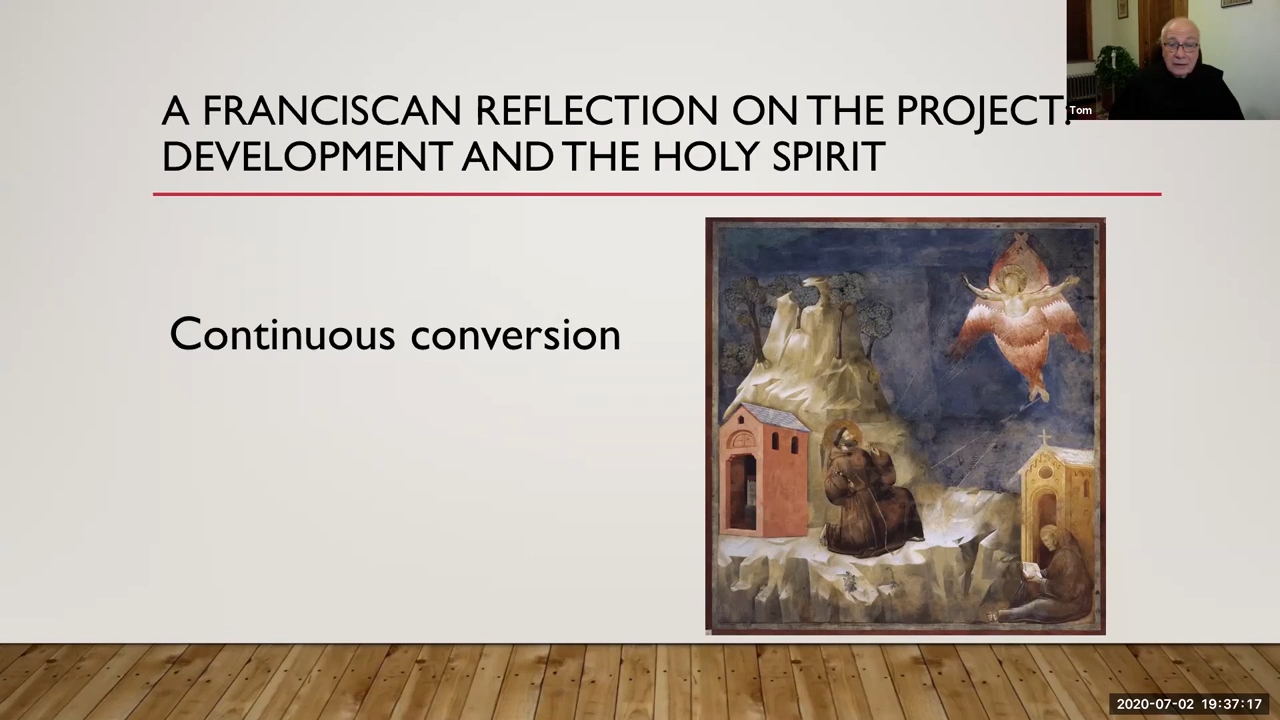 A FRANCISCAN REFLECTION ON THE PROJECT:
DEVELOPMENT AND THE HOLY SPIRIT
Tom
Continuous conversion
2020-07-02 19:37:17